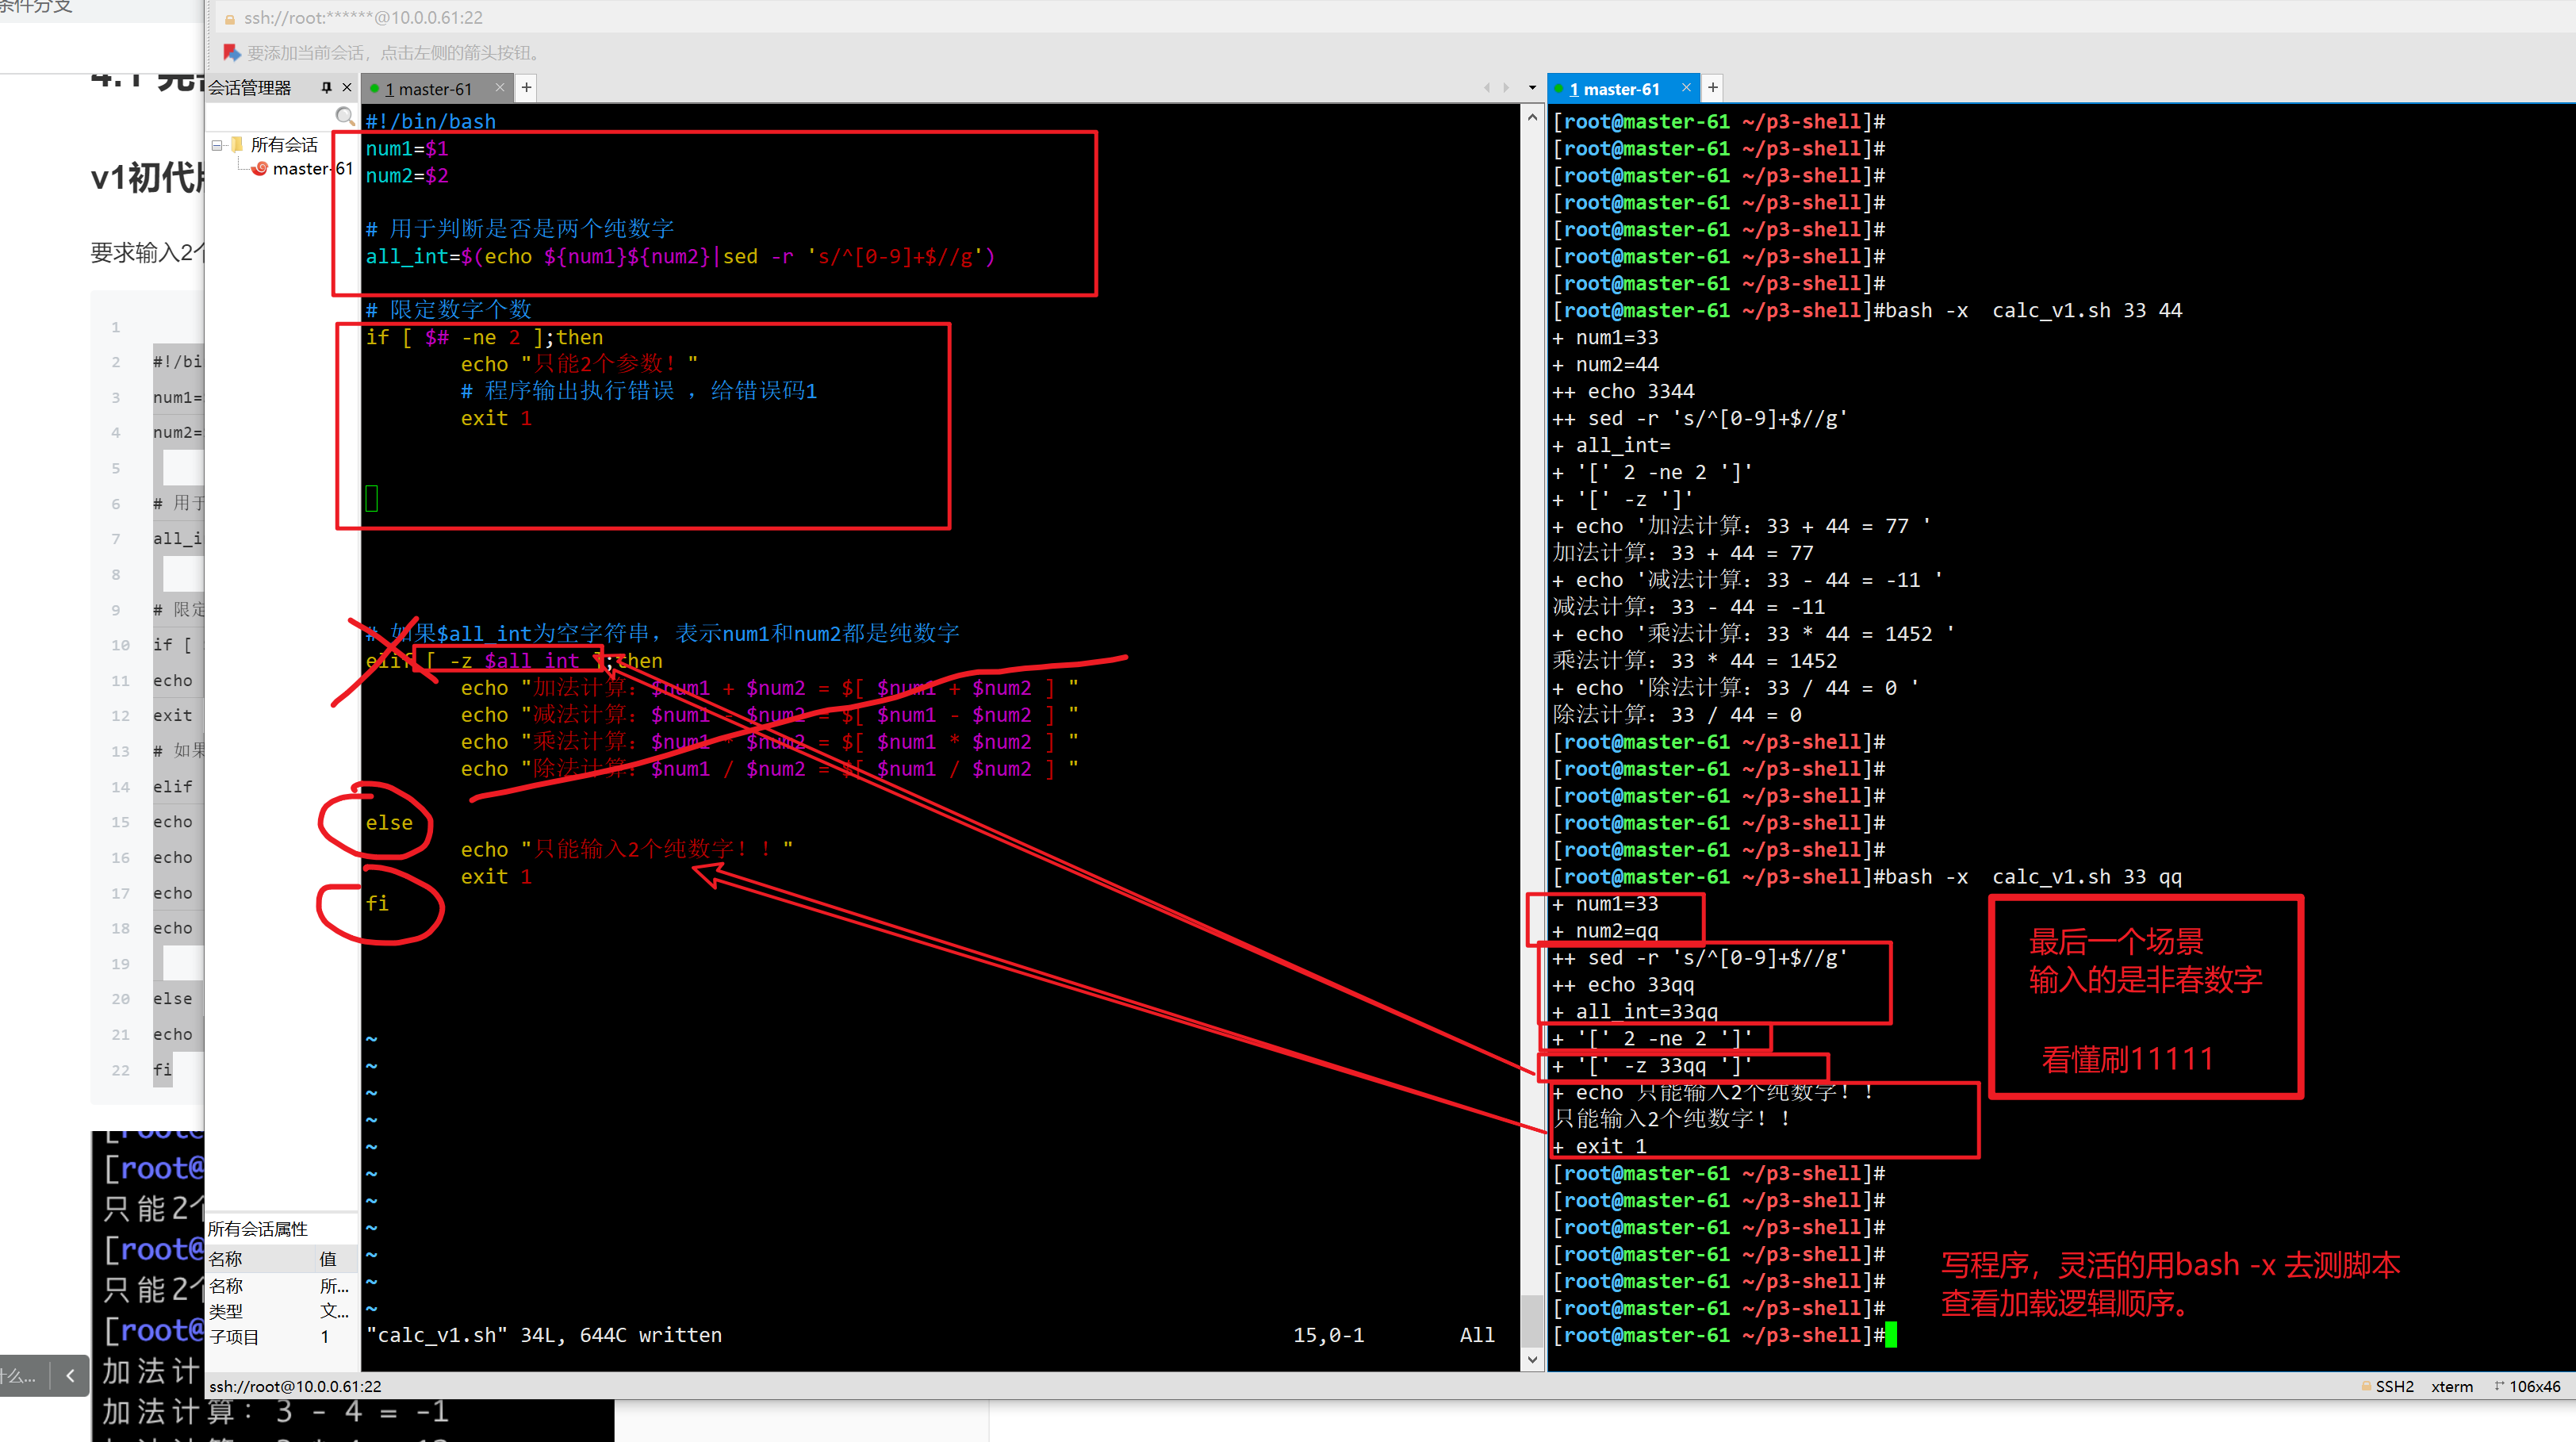 条件分支
ssh://root:******@10.0.0.61:22
要添加当前会话，点击左侧的箭头按钮。
会话管理器
所有会话
master-61
v1初代
要求输入2个
1
2 #!/bi
3 num1=
4 num2=
5
6 # 用于
7 all_i
8
9 # 限定
10 if [
11 echo
12 exit
13 # 如果
14 elif
15 echo
16 echo
17 echo
18 echo
19
20 else
21 echo
22 fi
[root@
只能2个
[root@
只能2个
[root@
加法计
加法计算：3 - 4 = -1
所有会话属性
名称 值
名称 所...
类型 文...
子项目 1
1 master-61
#!/bin/bash
num1=$1
num2=$2
# 用于判断是否是两个纯数字
all_int=$(echo ${num1}${num2}|sed -r 's/^[0-9]+$//g')
# 限定数字个数
if [ $# -ne 2 ];then
echo "只能2个参数！"
# 程序输出执行错误 ，给错误码1
exit 1
# 如果$all_int为空字符串，表示num1和num2都是纯数字
elif [ -z $all_int ];then
echo "加法计算：$num1 + $num2 = $[ $num1 + $num2 ] "
echo "减法计算：$num1 - $num2 = $[ $num1 - $num2 ] "
echo "乘法计算：$num1 * $num2 = $[ $num1 * $num2 ] "
echo "除法计算：$num1 / $num2 = $[ $num1 / $num2 ] "
else
echo "只能输入2个纯数字！！"
exit 1
fi
~
~
~
~
~
~
~
~
~
~
~
"calc_v1.sh" 34L, 644C written 15,0-1 All
1 master-61
[root@master-61 ~/p3-shell]#
[root@master-61 ~/p3-shell]#
[root@master-61 ~/p3-shell]#
[root@master-61 ~/p3-shell]#
[root@master-61 ~/p3-shell]#
[root@master-61 ~/p3-shell]#
[root@master-61 ~/p3-shell]#
[root@master-61 ~/p3-shell]#bash -x  calc_v1.sh 33 44
+ num1=33
+ num2=44
++ echo 3344
++ sed -r 's/^[0-9]+$//g'
+ all_int=
+ '[' 2 -ne 2 ']'
+ '[' -z ']'
+ echo '加法计算：33 + 44 = 77 '
加法计算：33 + 44 = 77
+ echo '减法计算：33 - 44 = -11 '
减法计算：33 - 44 = -11
+ echo '乘法计算：33 * 44 = 1452 '
乘法计算：33 * 44 = 1452
+ echo '除法计算：33 / 44 = 0 '
除法计算：33 / 44 = 0
[root@master-61 ~/p3-shell]#
[root@master-61 ~/p3-shell]#
[root@master-61 ~/p3-shell]#
[root@master-61 ~/p3-shell]#
[root@master-61 ~/p3-shell]#
[root@master-61 ~/p3-shell]#bash -x  calc_v1.sh 33 qq
+ num1=33
+ num2=qq
++ sed -r 's/^[0-9]+$//g'
++ echo 33qq
+ all_int=33qq
+ '[' 2 -ne 2 ']'
+ '[' -z 33qq ']'
+ echo 只能输入2个纯数字！！
只能输入2个纯数字！！
+ exit 1
[root@master-61 ~/p3-shell]#
[root@master-61 ~/p3-shell]#
[root@master-61 ~/p3-shell]#
[root@master-61 ~/p3-shell]#
[root@master-61 ~/p3-shell]#
[root@master-61 ~/p3-shell]#
[root@master-61 ~/p3-shell]#
最后一个场景
输入的是非春数字
看懂刷11111
写程序，灵活的用bash -x 去测脚本
查看加载逻辑顺序。
ssh://root@10.0.0.61:22
SSH2 xterm 106x46